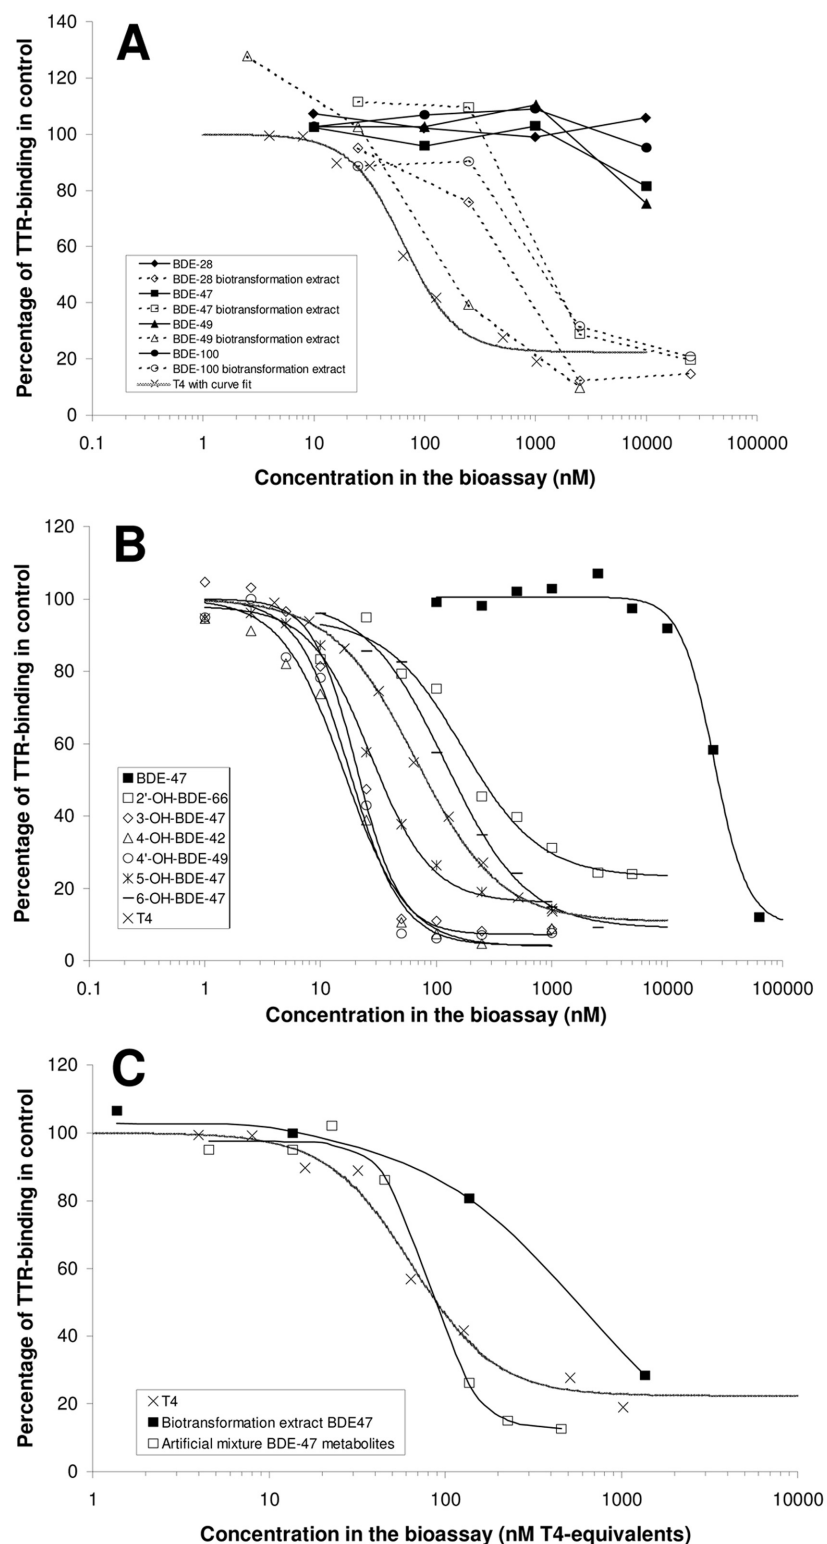 A
Percentage of TTR-binding in control
140
120
100
80
60
40
20
0
BDE-28
BDE-28 biotransformation extract
BDE-47
BDE-47 biotransformation extract
BDE-49
BDE-49 biotransformation extract
BDE-100
BDE-100 biotransformation extract
T4 with curve fit
0.1 1 10 100 1000 10000 100000
Concentration in the bioassay (nM)
B
Percentage of TTR-binding in control
120
100
80
60
40
20
0
BDE-47
2'-OH-BDE-66
3-OH-BDE-47
4-OH-BDE-42
4'-OH-BDE-49
5-OH-BDE-47
6-OH-BDE-47
T4
0.1 1 10 100 1000 10000 100000
Concentration in the bioassay (nM)
C
Percentage of TTR-binding in control
120
100
80
60
40
20
0
T4
Biotransformation extract BDE47
Artificial mixture BDE-47 metabolites
1 10 100 1000 10000
Concentration in the bioassay (nM T4-equivalents)